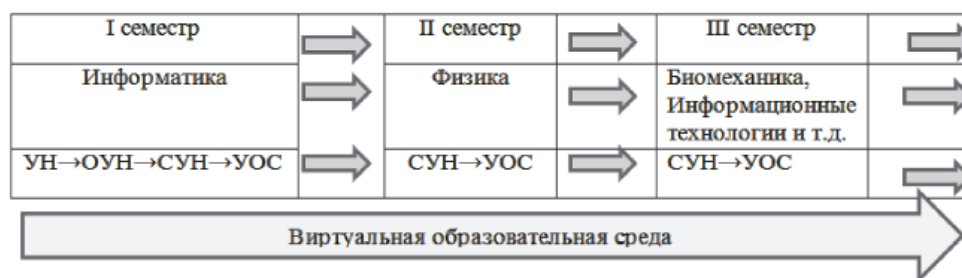 I семестр
II семестр
III семестр
Информатика
Физика
Биомеханика,
Информационные
технологии и т.д.
УН→ОУН→СУН→УОС
СУН→УОС
СУН→УОС
Виртуальная образовательная среда